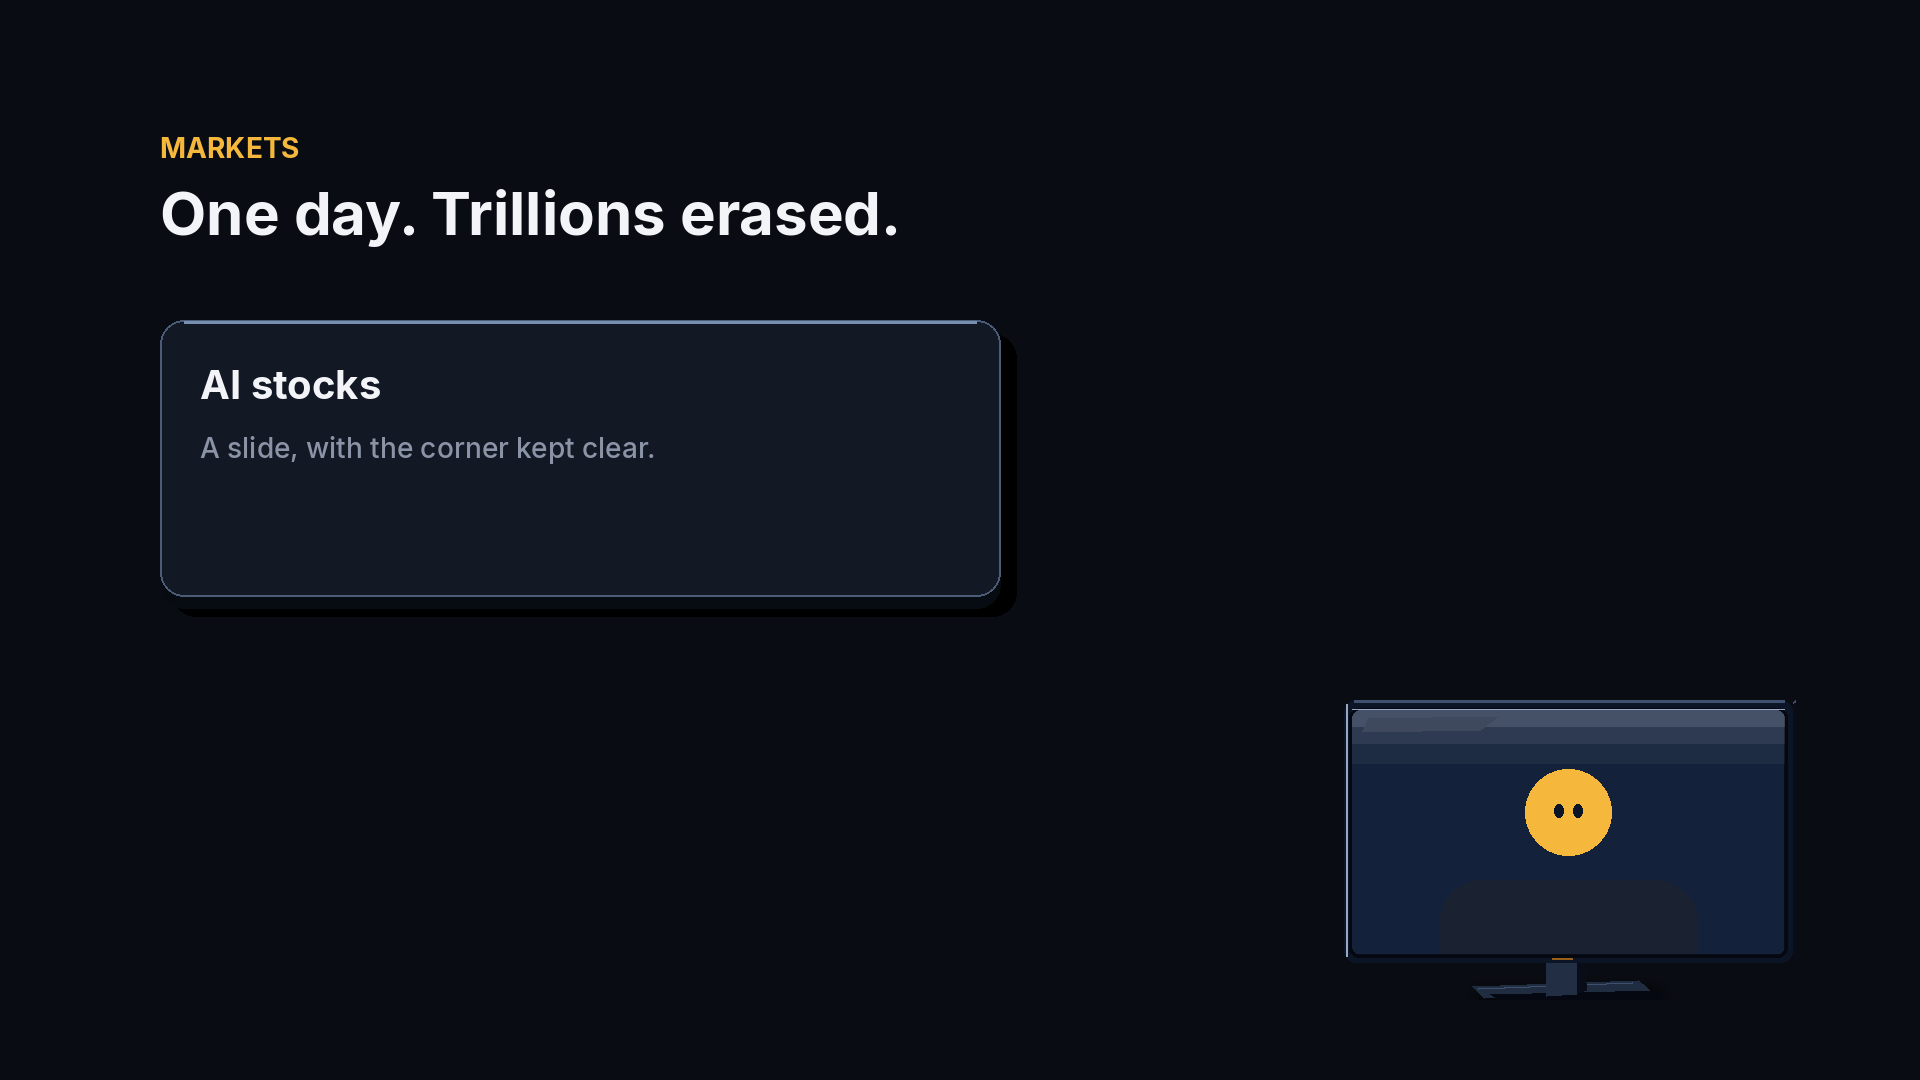 MARKETS
One day. Trillions erased.
AI stocks
A slide, with the corner kept clear.